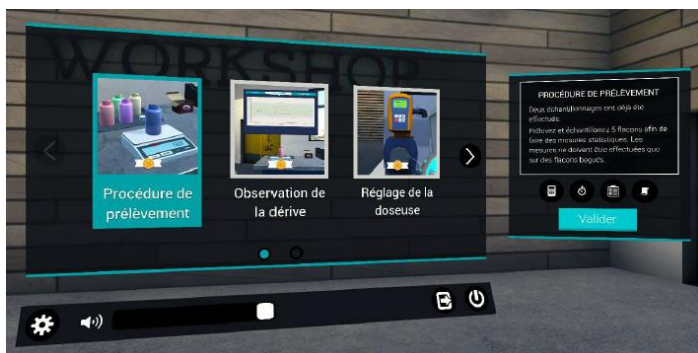 WORKSHOP
Procédure de
prélèvement
Observation de
la dérive
Réglage de la
doseuse
PROCÉDURE DE PRÉLÈVEMENT
Deux échantillonnages ont déjà été
effectués.
Prélevez et échantillonez 5 flacons afin de
faire des mesures statistiques. Les
mesures ne doivent être effectuées que
sur des flacons bagués.
Valider